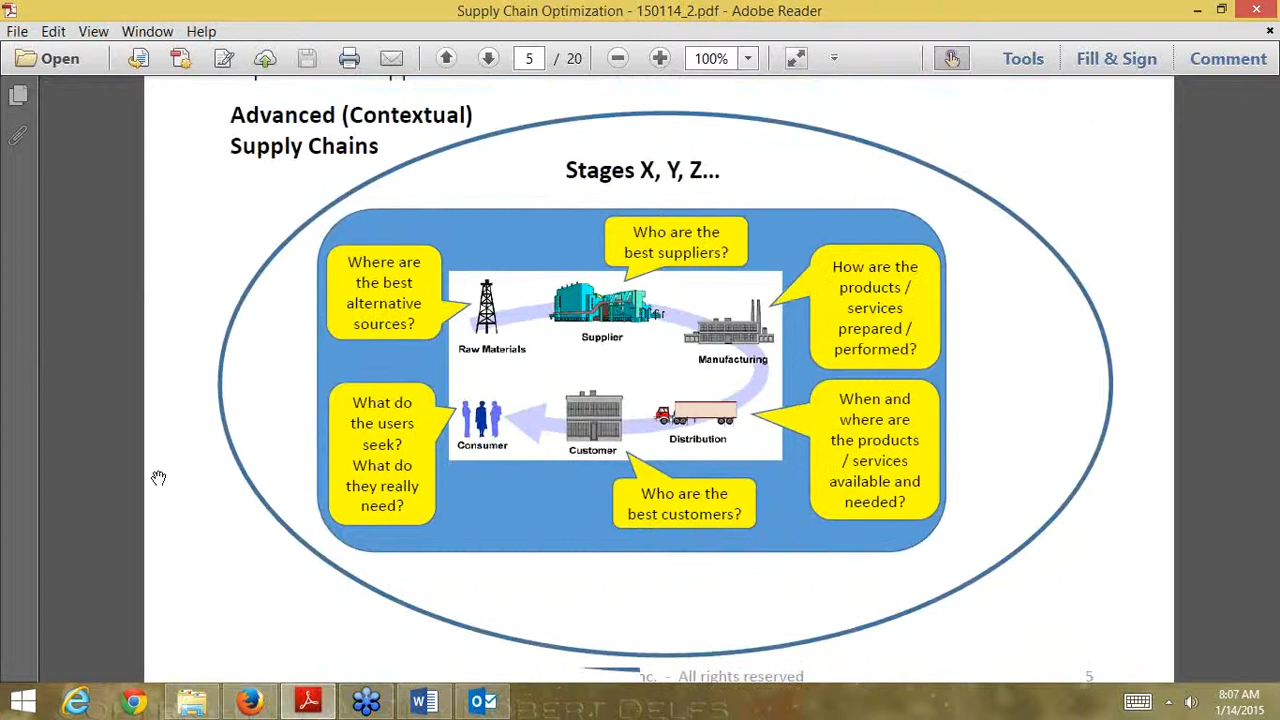 Supply Chain Optimization - 150114_2.pdf - Adobe Reader
File Edit View Window Help
Open 5 / 20 100% Tools Fill & Sign Comment
Advanced (Contextual)
Supply Chains
Stages X, Y, Z...
Who are the
best suppliers?
Where are
the best
alternative
sources?
How are the
products /
services
prepared /
performed?
Raw Materials
Supplier
Manufacturing
What do
the users
seek?
What do
they really
need?
When and
where are
the products
/ services
available and
needed?
Consumer
Customer
Distribution
Who are the
best customers?
nc. - All rights reserved
5
8:07 AM
1/14/2015